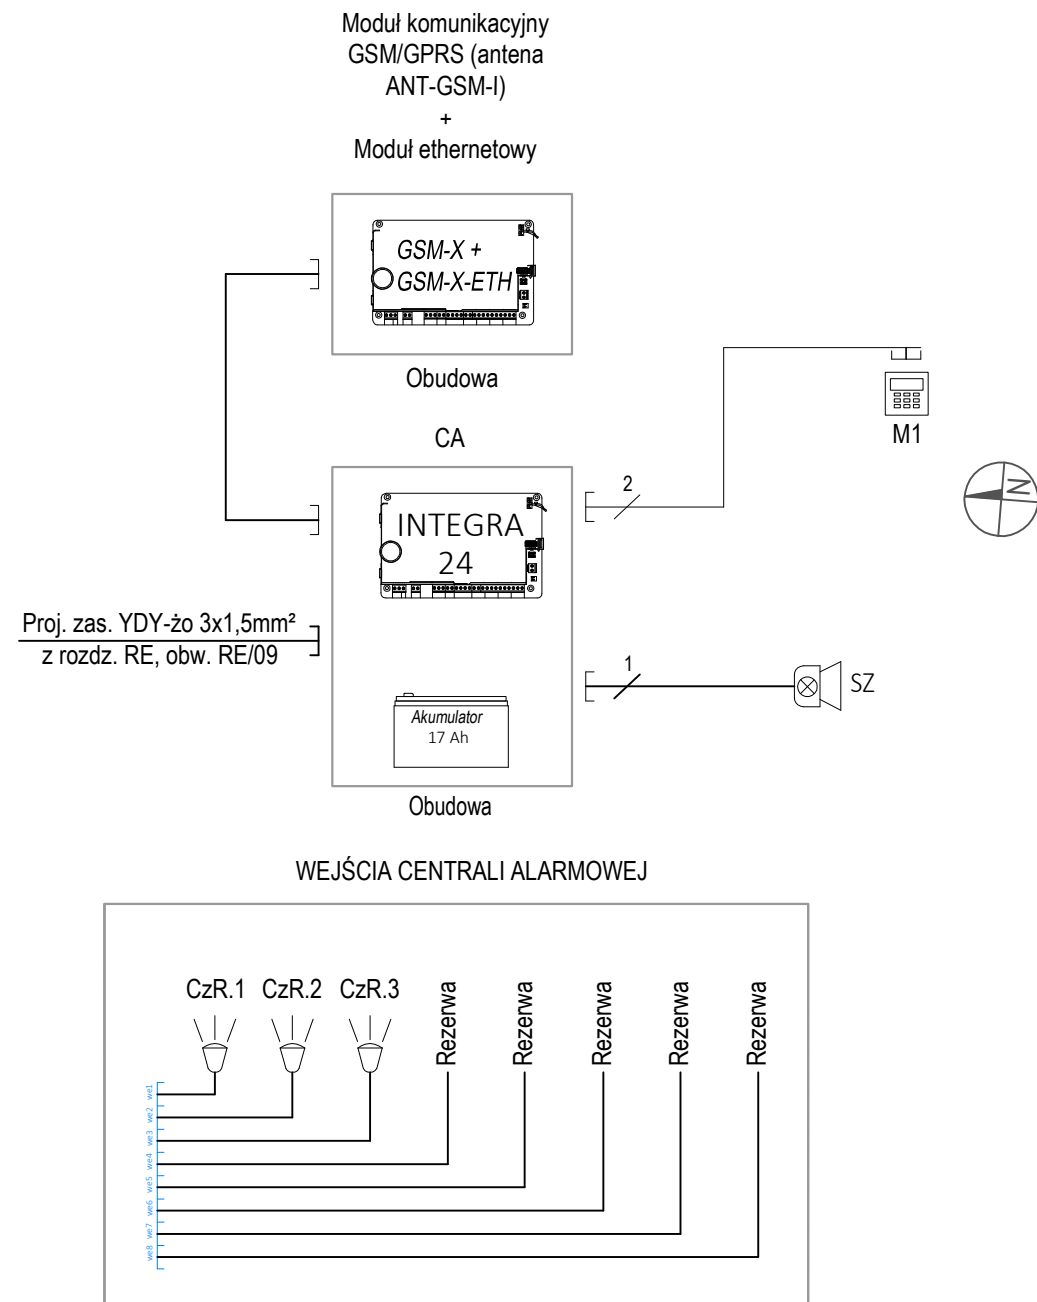 Moduł komunikacyjny
GSM/GPRS (antena
ANT-GSM-I)
+
Moduł ethernetowy
GSM-X +
GSM-X-ETH
Obudowa
M1
CA
2
N
INTEGRA
24
Proj. zas. YDY-żo 3x1,5mm²
z rozdz. RE, obw. RE/09
1
SZ
Akumulator
17 Ah
Obudowa
WEJŚCIA CENTRALI ALARMOWEJ
CzR.1 CzR.2 CzR.3
Rezerwa
Rezerwa
Rezerwa
Rezerwa
Rezerwa
we1
we2
we3
we4
we5
we6
we7
we8